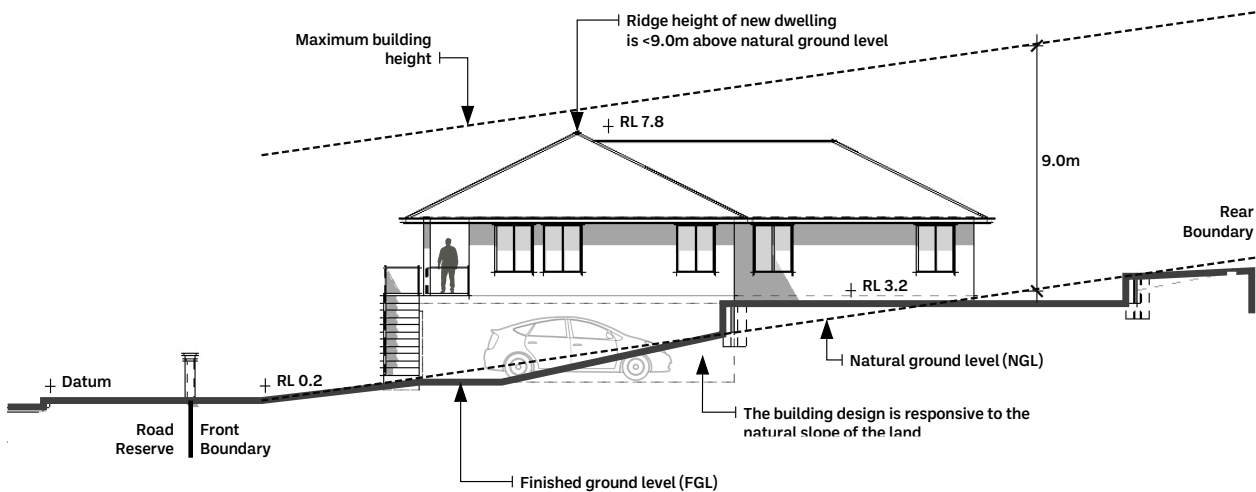 Ridge height of new dwelling
is <9.0m above natural ground level
Maximum building
height
RL 7.8
9.0m
Rear
Boundary
RL 3.2
Natural ground level (NGL)
Datum
RL 0.2
The building design is responsive to the
natural slope of the land
Road
Reserve
Front
Boundary
Finished ground level (FGL)